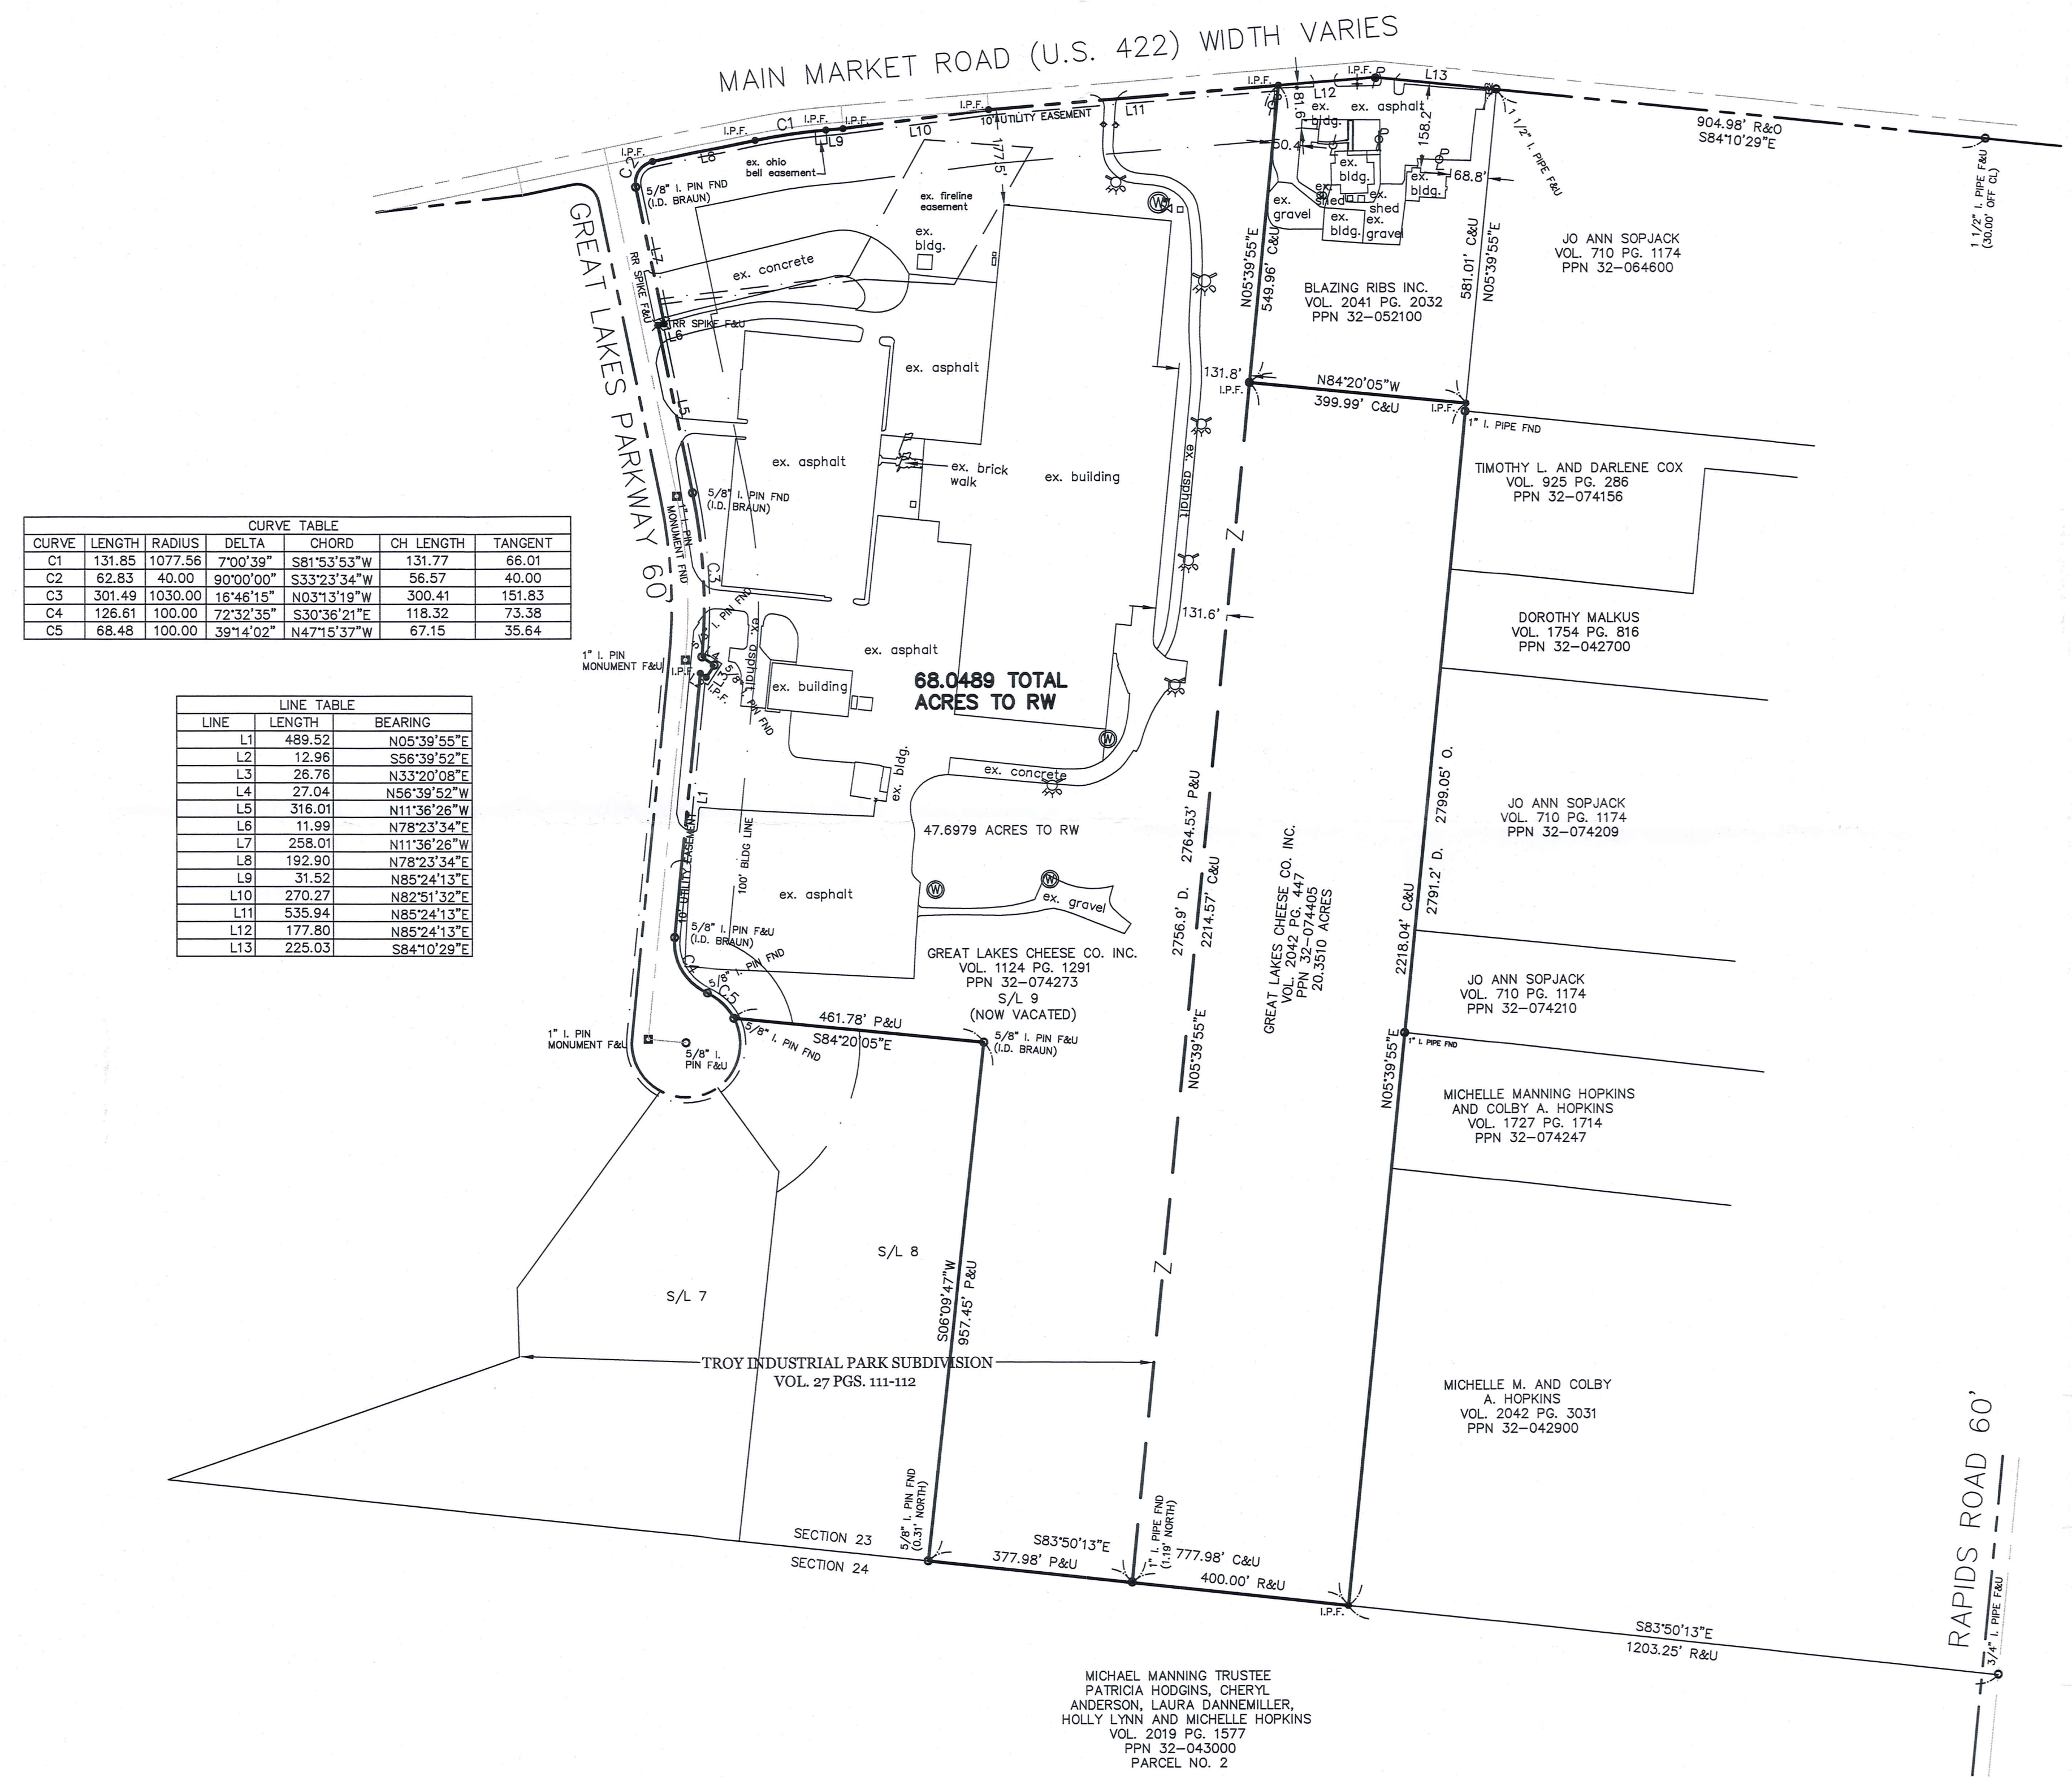 MAIN MARKET ROAD (U.S. 422) WIDTH VARIES
I.P.F.
I.P.F.
L13
I.P.F.
L12
81.6'
ex. bldg.
ex. asphalt
158.2'
1 1/2" I. PIPE F&U
904.98' R&O
S84°10'29"E
1 1/2" I. PIPE F&U
(30.00' OFF CL)
10' UTILITY EASEMENT
L11
I.P.F.
C1
I.P.F.
I.P.F.
L9
L10
I.P.F.
L8
C2
ex. ohio
bell easement
177.5'
50.4'
ex.
bldg.
ex.
bldg.
68.8'
ex.
shed
ex.
shed
ex.
gravel
ex.
bldg.
ex.
gravel
5/8" I. PIN FND
(I.D. BRAUN)
ex. fireline
easement
ex.
bldg.
GREAT LAKES PARKWAY 60'
L7
RR SPIKE F&U
ex. concrete
RR SPIKE F&U
L6
N05°39'55"E
549.96' C&U
581.01' C&U
N05°39'55"E
JO ANN SOPJACK
VOL. 710 PG. 1174
PPN 32-064600
BLAZING RIBS INC.
VOL. 2041 PG. 2032
PPN 32-052100
ex. asphalt
131.8'
I.P.F.
N84°20'05"W
399.99' C&U
I.P.F.
1" I. PIPE FND
L5
ex. asphalt
ex. brick
walk
ex. building
ex. asphalt
TIMOTHY L. AND DARLENE COX
VOL. 925 PG. 286
PPN 32-074156
5/8" I. PIN FND
(I.D. BRAUN)
1" I. PIN
MONUMENT FND
CURVE TABLE
CURVE LENGTH RADIUS DELTA CHORD CH LENGTH TANGENT
C1 131.85 1077.56 7°00'39" S81°53'53"W 131.77 66.01
C2 62.83 40.00 90°00'00" S33°23'34"W 56.57 40.00
C3 301.49 1030.00 16°46'15" N03°13'19"W 300.41 151.83
C4 126.61 100.00 72°32'35" S30°36'21"E 118.32 73.38
C5 68.48 100.00 39°14'02" N47°15'37"W 67.15 35.64
C3
5/8" I. PIN FND
131.6'
DOROTHY MALKUS
VOL. 1754 PG. 816
PPN 32-042700
1" I. PIN
MONUMENT F&U
I.P.F.
I.P.F.
5/8" I. PIN FND
ex. asphalt
ex. asphalt
ex. building
68.0489 TOTAL
ACRES TO RW
LINE TABLE
LINE LENGTH BEARING
L1 489.52 N05°39'55"E
L2 12.96 S56°39'52"E
L3 26.76 N33°20'08"E
L4 27.04 N56°39'52"W
L5 316.01 N11°36'26"W
L6 11.99 N78°23'34"E
L7 258.01 N11°36'26"W
L8 192.90 N78°23'34"E
L9 31.52 N85°24'13"E
L10 270.27 N82°51'32"E
L11 535.94 N85°24'13"E
L12 177.80 N85°24'13"E
L13 225.03 S84°10'29"E
L1
ex. bldg.
ex. concrete
47.6979 ACRES TO RW
10' UTILITY EASEMENT
100' BLDG LINE
W
W
W
W
ex. asphalt
ex. gravel
2756.9' D. 2764.53' P&U
2214.57' C&U
N05°39'55"E
GREAT LAKES CHEESE CO. INC.
VOL. 2042 PG. 447
PPN 32-074405
20.3510 ACRES
2791.2' D. 2799.05' O.
2218.04' C&U
N05°39'55"E
JO ANN SOPJACK
VOL. 710 PG. 1174
PPN 32-074209
5/8" I. PIN F&U
(I.D. BRAUN)
C4
5/8" I. PIN FND
C5
GREAT LAKES CHEESE CO. INC.
VOL. 1124 PG. 1291
PPN 32-074273
S/L 9
(NOW VACATED)
JO ANN SOPJACK
VOL. 710 PG. 1174
PPN 32-074210
1" I. PIN
MONUMENT F&U
5/8" I.
PIN F&U
461.78' P&U
S84°20'05"E
5/8" I. PIN FND
5/8" I. PIN F&U
(I.D. BRAUN)
1" I. PIPE FND
MICHELLE MANNING HOPKINS
AND COLBY A. HOPKINS
VOL. 1727 PG. 1714
PPN 32-074247
S/L 8
S/L 7
S06°09'47"W
957.45' P&U
Z
Z
TROY INDUSTRIAL PARK SUBDIVISION
VOL. 27 PGS. 111-112
MICHELLE M. AND COLBY
A. HOPKINS
VOL. 2042 PG. 3031
PPN 32-042900
RAPIDS ROAD 60'
5/8" I. PIN FND
(0.31' NORTH)
1" I. PIPE FND
(1.19' NORTH)
SECTION 23
SECTION 24
S83°50'13"E
377.98' P&U
777.98' C&U
400.00' R&U
I.P.F.
S83°50'13"E
1203.25' R&U
3/4" I. PIPE F&U
MICHAEL MANNING TRUSTEE
PATRICIA HODGINS, CHERYL
ANDERSON, LAURA DANNEMILLER,
HOLLY LYNN AND MICHELLE HOPKINS
VOL. 2019 PG. 1577
PPN 32-043000
PARCEL NO. 2